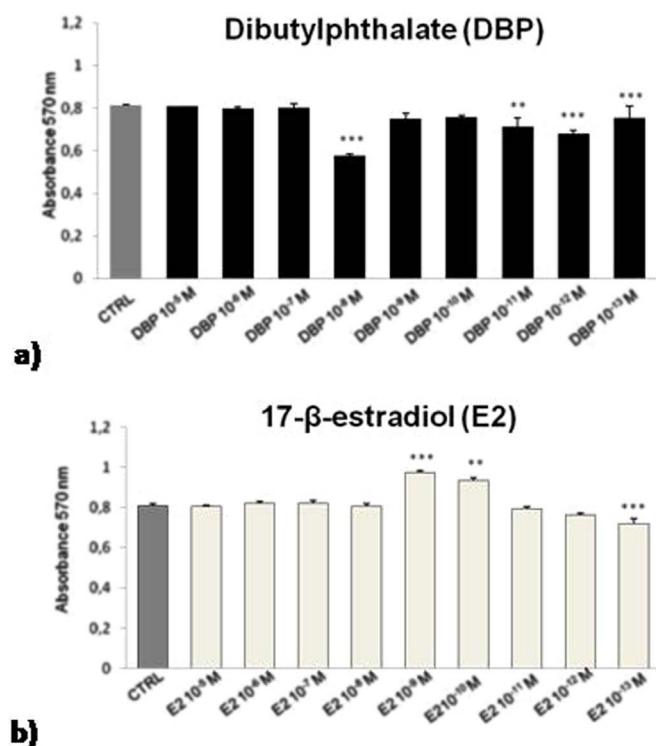 Dibutylphthalate (DBP)
1,2
1
0,8
0,6
0,4
0,2
0
Absorbance 570 nm
***
**
***
***
CTRL
DBP 10⁻⁵ M
DBP 10⁻⁶ M
DBP 10⁻⁷ M
DBP 10⁻⁸ M
DBP 10⁻⁹ M
DBP 10⁻¹⁰ M
DBP 10⁻¹¹ M
DBP 10⁻¹² M
DBP 10⁻¹³ M
a)
17-β-estradiol (E2)
1,2
1
0,8
0,6
0,4
0,2
0
Absorbance 570 nm
***
**
***
CTRL
E2 10⁻⁵ M
E2 10⁻⁶ M
E2 10⁻⁷ M
E2 10⁻⁸ M
E2 10⁻⁹ M
E2 10⁻¹⁰ M
E2 10⁻¹¹ M
E2 10⁻¹² M
E2 10⁻¹³ M
b)